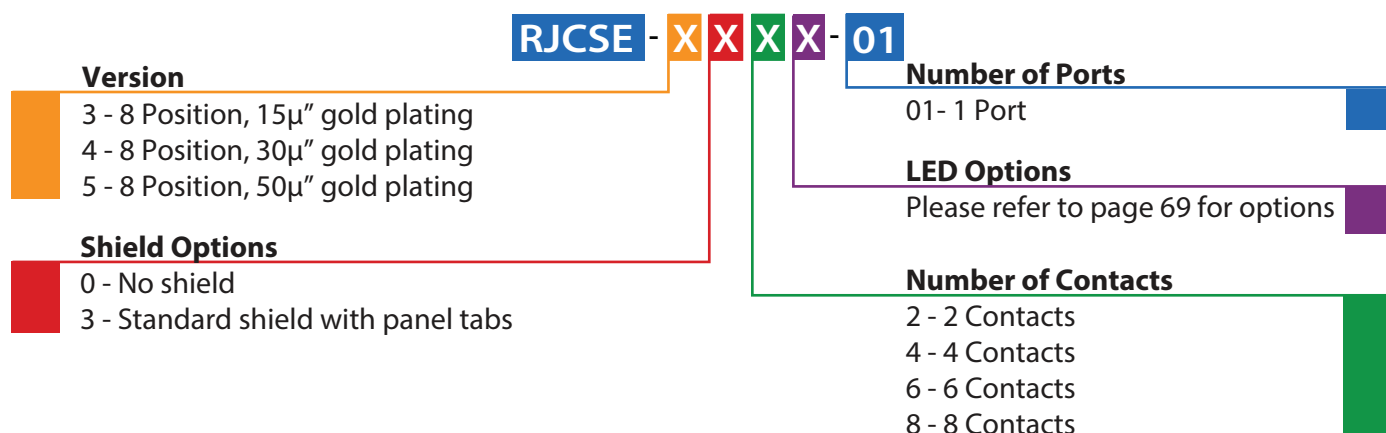 RJCSE - X X X X - 01
Version
3 - 8 Position, 15µ” gold plating
4 - 8 Position, 30µ” gold plating
5 - 8 Position, 50µ” gold plating
Shield Options
0 - No shield
3 - Standard shield with panel tabs
Number of Ports
01- 1 Port
LED Options
Please refer to page 69 for options
Number of Contacts
2 - 2 Contacts
4 - 4 Contacts
6 - 6 Contacts
8 - 8 Contacts